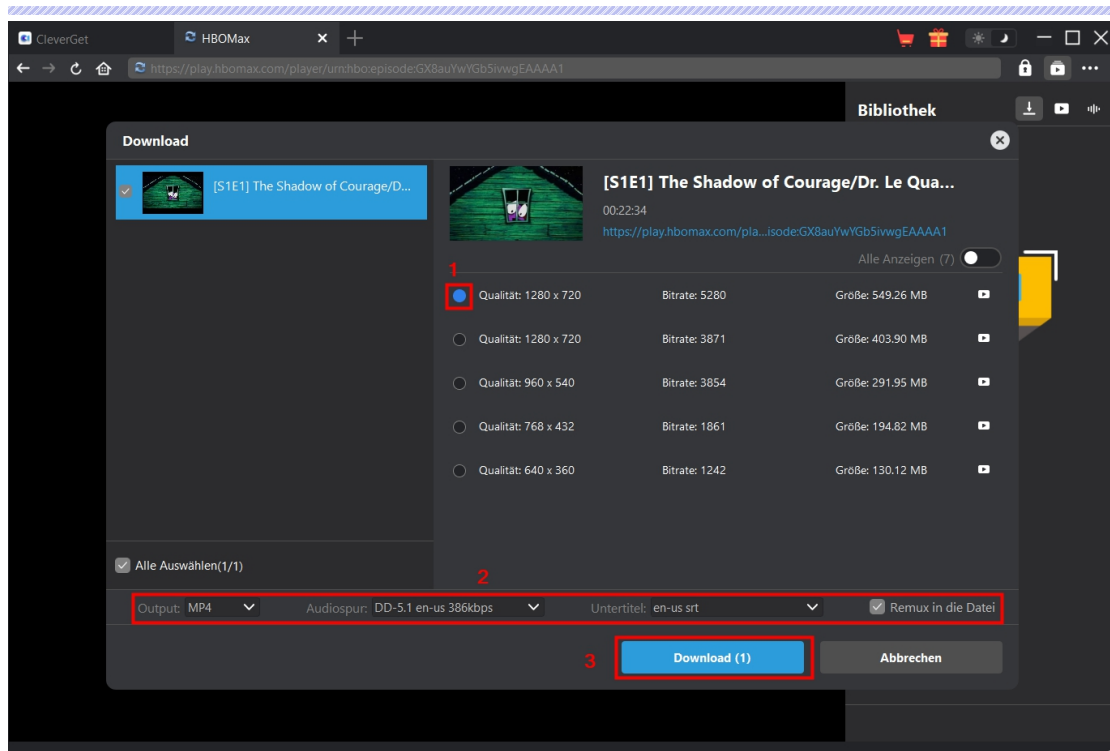 CleverGet HBOMax
https://play.hbomax.com/player/urn:hbo:episode:GX8auYwYGb5ivwgEAAAA1
Bibliothek
Download
[S1E1] The Shadow of Courage/D...
[S1E1] The Shadow of Courage/Dr. Le Qua...
00:22:34
https://play.hbomax.com/pla...isode:GX8auYwYGb5ivwgEAAAA1
Alle Anzeigen (7)
1
Qualität: 1280 x 720 Bitrate: 5280 Größe: 549.26 MB
Qualität: 1280 x 720 Bitrate: 3871 Größe: 403.90 MB
Qualität: 960 x 540 Bitrate: 3854 Größe: 291.95 MB
Qualität: 768 x 432 Bitrate: 1861 Größe: 194.82 MB
Qualität: 640 x 360 Bitrate: 1242 Größe: 130.12 MB
Alle Auswählen(1/1)
2
Output: MP4 Audiospur: DD-5.1 en-us 386kbps Untertitel: en-us srt Remux in die Datei
3 Download (1) Abbrechen